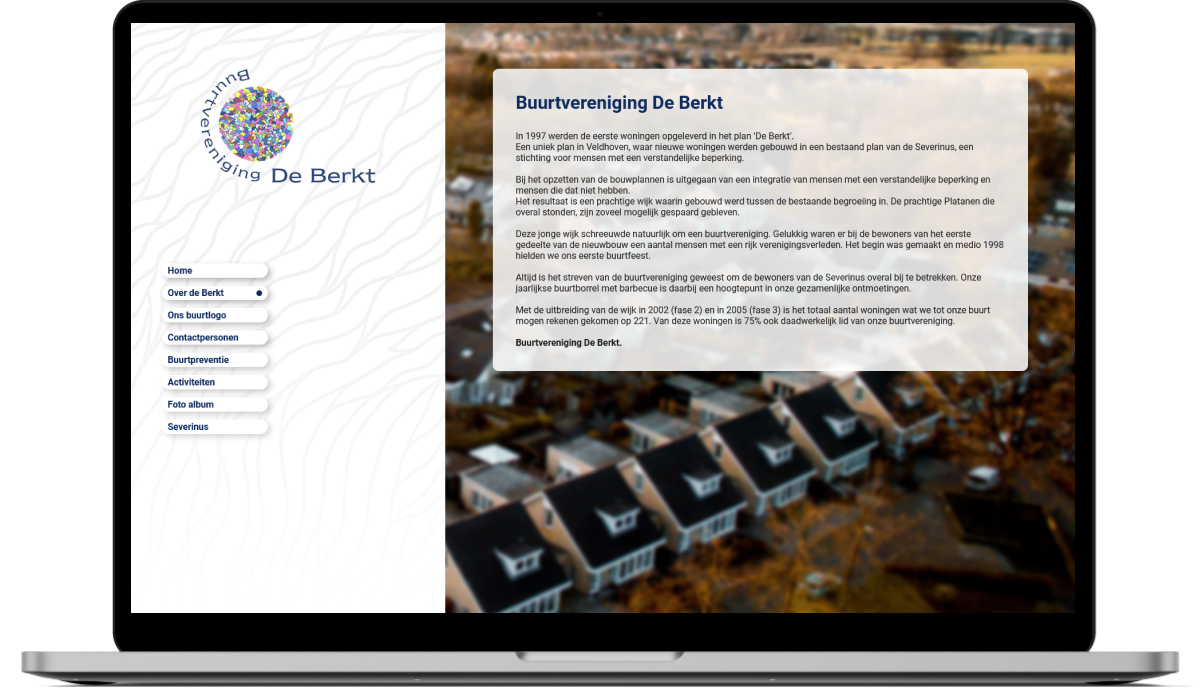 Buurtvereniging
De Berkt
Home
Over de Berkt
Ons buurtlogo
Contactpersonen
Buurtpreventie
Activiteiten
Foto album
Severinus
Buurtvereniging De Berkt
In 1997 werden de eerste woningen opgeleverd in het plan ‘De Berkt’.
Een uniek plan in Veldhoven, waar nieuwe woningen werden gebouwd in een bestaand plan van de Severinus, een
stichting voor mensen met een verstandelijke beperking.
Bij het opzetten van de bouwplannen is uitgegaan van een integratie van mensen met een verstandelijke beperking en
mensen die dat niet hebben.
Het resultaat is een prachtige wijk waarin gebouwd werd tussen de bestaande begroeiing in. De prachtige Platanen die
overal stonden, zijn zoveel mogelijk gespaard gebleven.
Deze jonge wijk schreeuwde natuurlijk om een buurtvereniging. Gelukkig waren er bij de bewoners van het eerste
gedeelte van de nieuwbouw een aantal mensen met een rijk verenigingsverleden. Het begin was gemaakt en medio 1998
hielden we ons eerste buurtfeest.
Altijd is het streven van de buurtvereniging geweest om de bewoners van de Severinus overal bij te betrekken. Onze
jaarlijkse buurtborrel met barbecue is daarbij een hoogtepunt in onze gezamenlijke ontmoetingen.
Met de uitbreiding van de wijk in 2002 (fase 2) en in 2005 (fase 3) is het totaal aantal woningen wat we tot onze buurt
mogen rekenen gekomen op 221. Van deze woningen is 75% ook daadwerkelijk lid van onze buurtvereniging.
Buurtvereniging De Berkt.